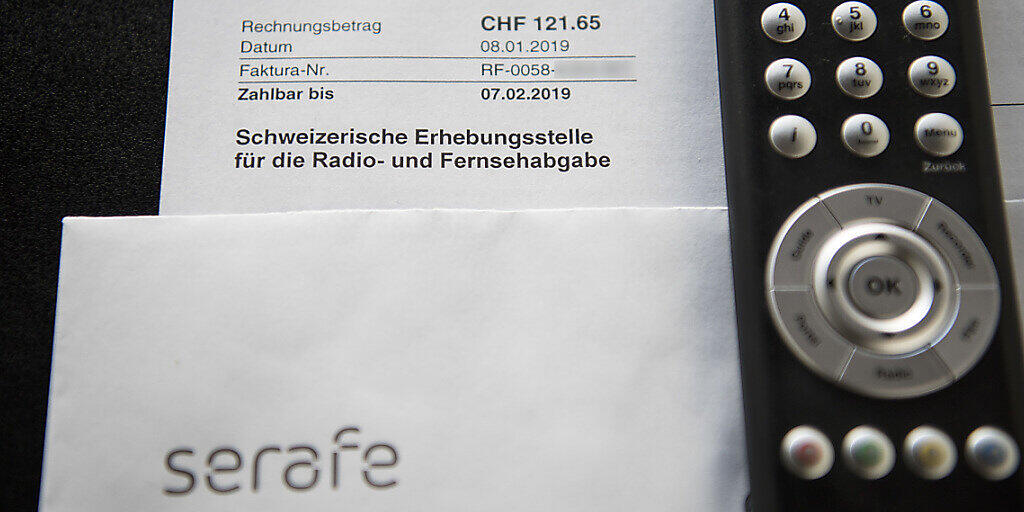 Rechnungsbetrag CHF 121.65
Datum 08.01.2019
Faktura-Nr. RF-0058-
Zahlbar bis 07.02.2019
Schweizerische Erhebungsstelle
für die Radio- und Fernsehabgabe
serafe
4 5 6
ghi jkl mno
7 8 9
pqrs tuv wxyz
i 0 Menu
Zurück
TV
Guide
OK
Radio